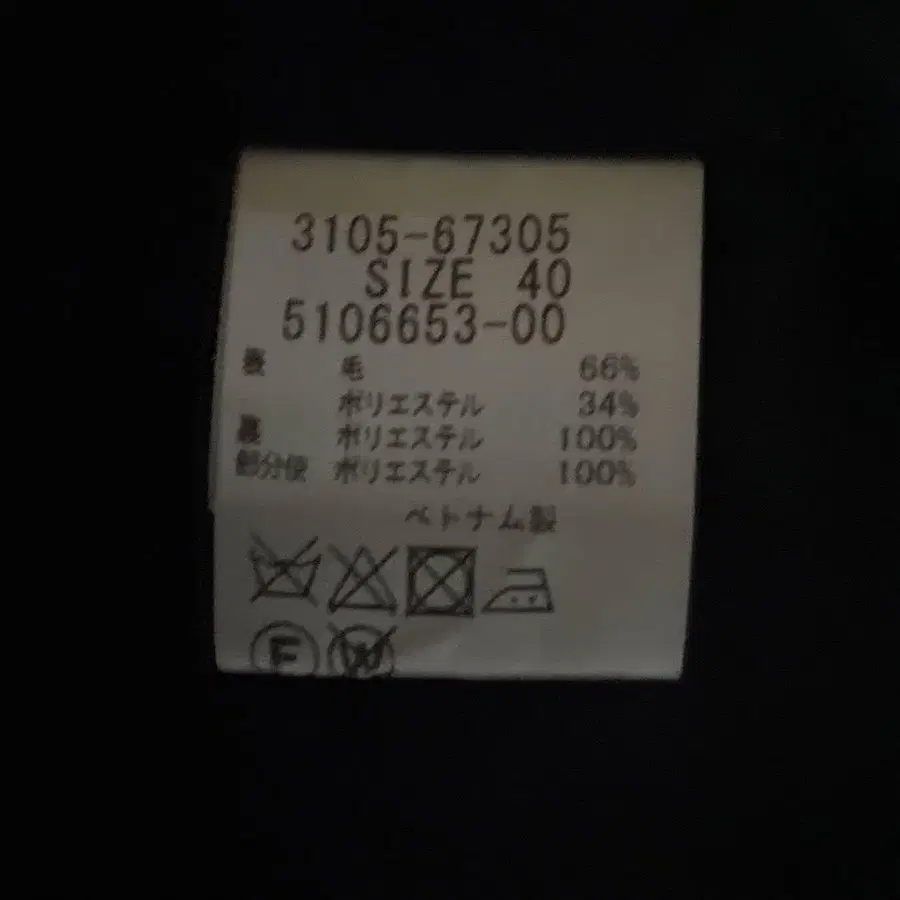 3105-67305
SIZE 40
5106653-00
表 毛 66%
ポリエステル 34%
裏 ポリエステル 100%
部分使 ポリエステル 100%
ベトナム製
F
W